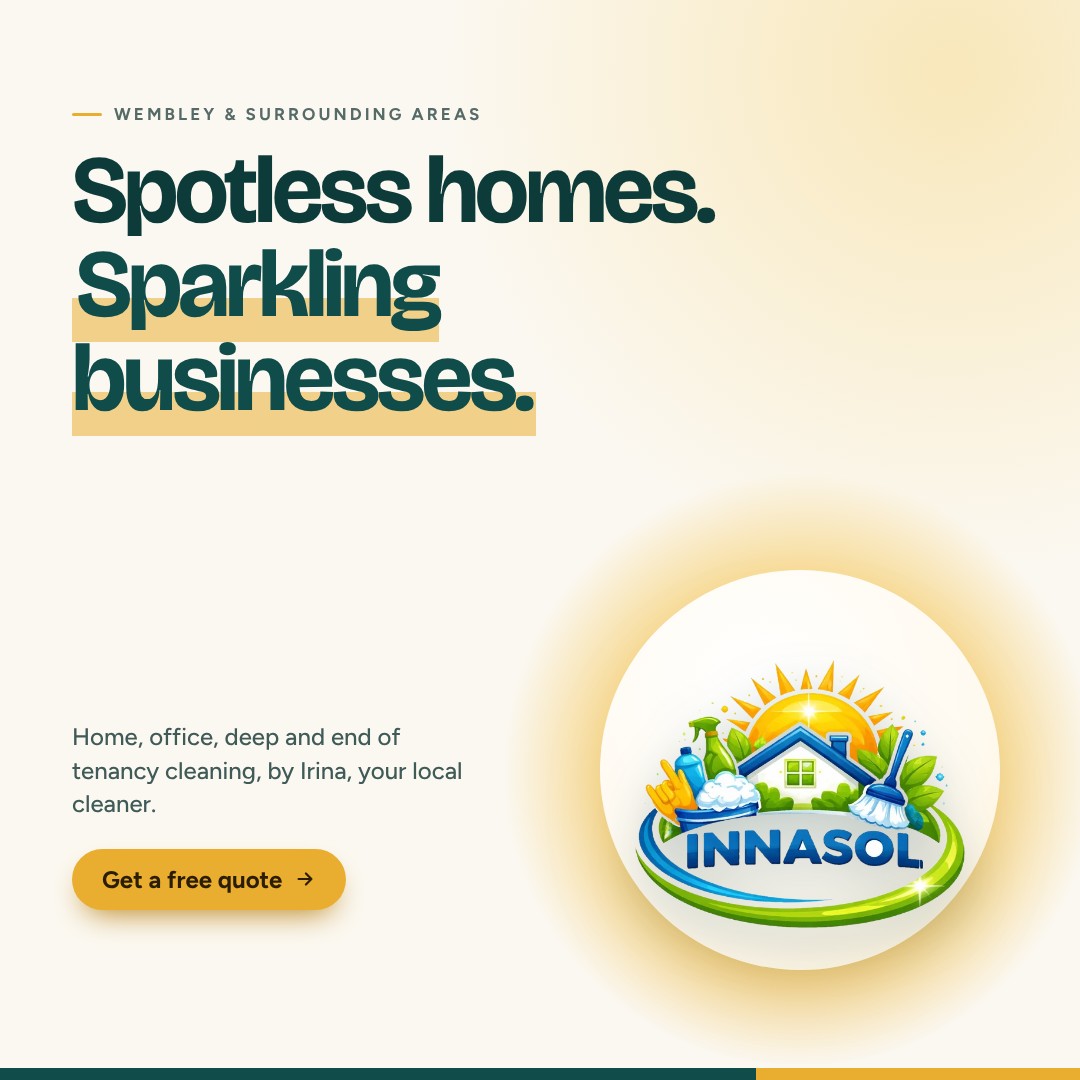 WEMBLEY & SURROUNDING AREAS
Spotless homes.
Sparkling
businesses.
Home, office, deep and end of
tenancy cleaning, by Irina, your local
cleaner.
Get a free quote →
INNASOL